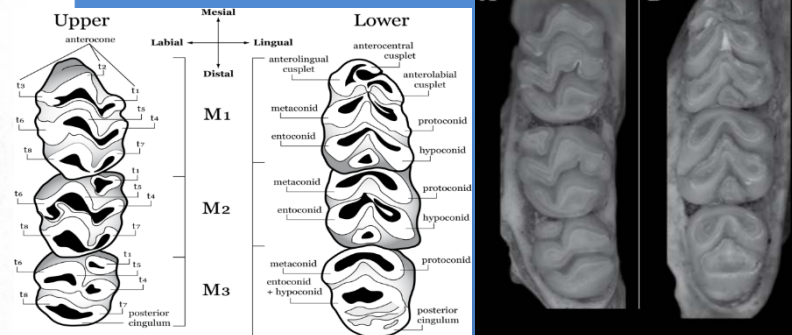 Upper
anterocone
t3
t2
t1
t5
t4
t6
t8
t7
t1
t5
t4
t6
t8
t7
t1
t5
t4
t6
t8
t7
posterior
cingulum
Mesial
Labial
Lingual
Distal
M1
M2
M3
Lower
anterocentral
cusplet
anterolingual
cusplet
anterolabial
cusplet
metaconid
protoconid
entoconid
hypoconid
metaconid
protoconid
entoconid
hypoconid
metaconid
protoconid
entoconid
+ hypoconid
posterior
cingulum